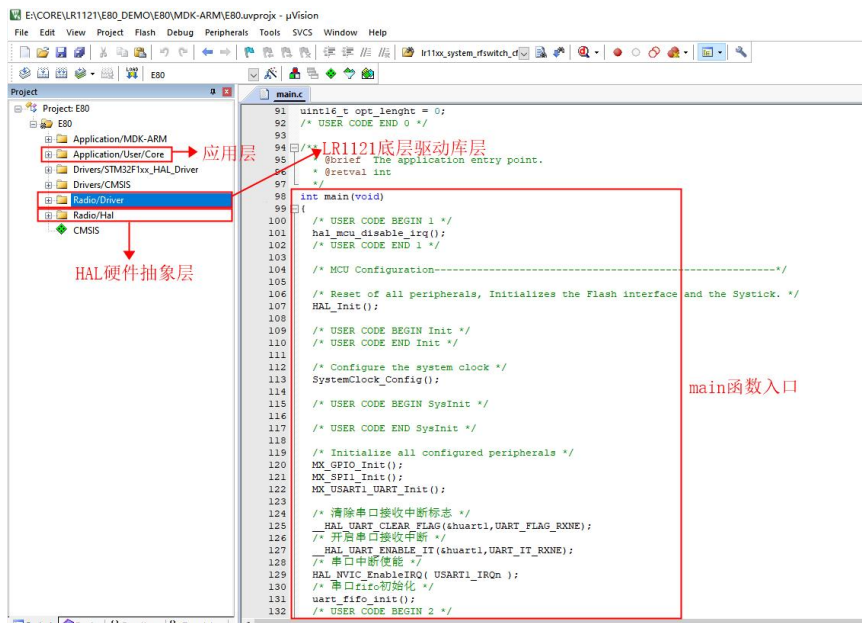 E:\CORE\LR1121\E80_DEMO\E80\MDK-ARM\E80.uvprojx - µVision
File Edit View Project Flash Debug Peripherals Tools SVCS Window Help
lr11xx_system_rfswitch_cf
E80
Project
Project: E80
E80
Application/MDK-ARM
Application/User/Core
Drivers/STM32F1xx_HAL_Driver
Drivers/CMSIS
Radio/Driver
Radio/Hal
CMSIS
应用层
LR1121底层驱动库层
HAL硬件抽象层
main函数入口
main.c
91 uint16_t opt_lenght = 0;
92 /* USER CODE END 0 */
93
94 /**
95 * @brief The application entry point.
96 * @retval int
97 */
98 int main(void)
99 {
100 /* USER CODE BEGIN 1 */
101 hal_mcu_disable_irq();
102 /* USER CODE END 1 */
103
104 /* MCU Configuration--------------------------------------------------------*/
105
106 /* Reset of all peripherals, Initializes the Flash interface and the Systick. */
107 HAL_Init();
108
109 /* USER CODE BEGIN Init */
110 /* USER CODE END Init */
111
112 /* Configure the system clock */
113 SystemClock_Config();
114
115 /* USER CODE BEGIN SysInit */
116
117 /* USER CODE END SysInit */
118
119 /* Initialize all configured peripherals */
120 MX_GPIO_Init();
121 MX_SPI1_Init();
122 MX_USART1_UART_Init();
123
124 /* 清除串口接收中断标志 */
125 __HAL_UART_CLEAR_FLAG(&huart1,UART_FLAG_RXNE);
126 /* 开启串口接收中断 */
127 __HAL_UART_ENABLE_IT(&huart1,UART_IT_RXNE);
128 /* 串口中断使能 */
129 HAL_NVIC_EnableIRQ( USART1_IRQn );
130 /* 串口fifo初始化 */
131 uart_fifo_init();
132 /* USER CODE BEGIN 2 */